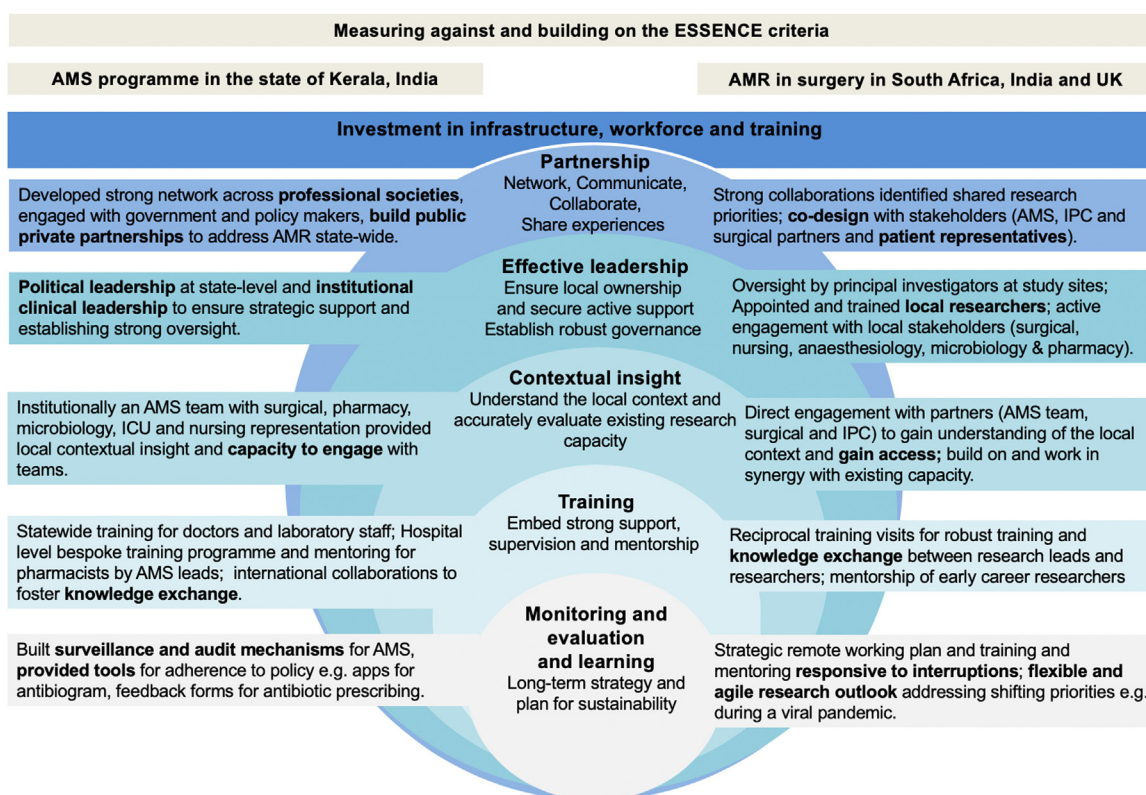 Measuring against and building on the ESSENCE criteria
AMS programme in the state of Kerala, India
AMR in surgery in South Africa, India and UK
Investment in infrastructure, workforce and training
Developed strong network across professional societies,
engaged with government and policy makers, build public
private partnerships to address AMR state-wide.
Partnership
Network, Communicate,
Collaborate,
Share experiences
Strong collaborations identified shared research
priorities; co-design with stakeholders (AMS, IPC and
surgical partners and patient representatives).
Political leadership at state-level and institutional
clinical leadership to ensure strategic support and
establishing strong oversight.
Effective leadership
Ensure local ownership
and secure active support
Establish robust governance
Oversight by principal investigators at study sites;
Appointed and trained local researchers; active
engagement with local stakeholders (surgical,
nursing, anaesthesiology, microbiology & pharmacy).
Institutionally an AMS team with surgical, pharmacy,
microbiology, ICU and nursing representation provided
local contextual insight and capacity to engage with
teams.
Contextual insight
Understand the local context and
accurately evaluate existing research
capacity
Direct engagement with partners (AMS team,
surgical and IPC) to gain understanding of the local
context and gain access; build on and work in
synergy with existing capacity.
Statewide training for doctors and laboratory staff; Hospital
level bespoke training programme and mentoring for
pharmacists by AMS leads; international collaborations to
foster knowledge exchange.
Training
Embed strong support,
supervision and mentorship
Reciprocal training visits for robust training and
knowledge exchange between research leads and
researchers; mentorship of early career researchers
Built surveillance and audit mechanisms for AMS,
provided tools for adherence to policy e.g. apps for
antibiogram, feedback forms for antibiotic prescribing.
Monitoring and
evaluation
and learning
Long-term strategy and
plan for sustainability
Strategic remote working plan and training and
mentoring responsive to interruptions; flexible and
agile research outlook addressing shifting priorities e.g.
during a viral pandemic.